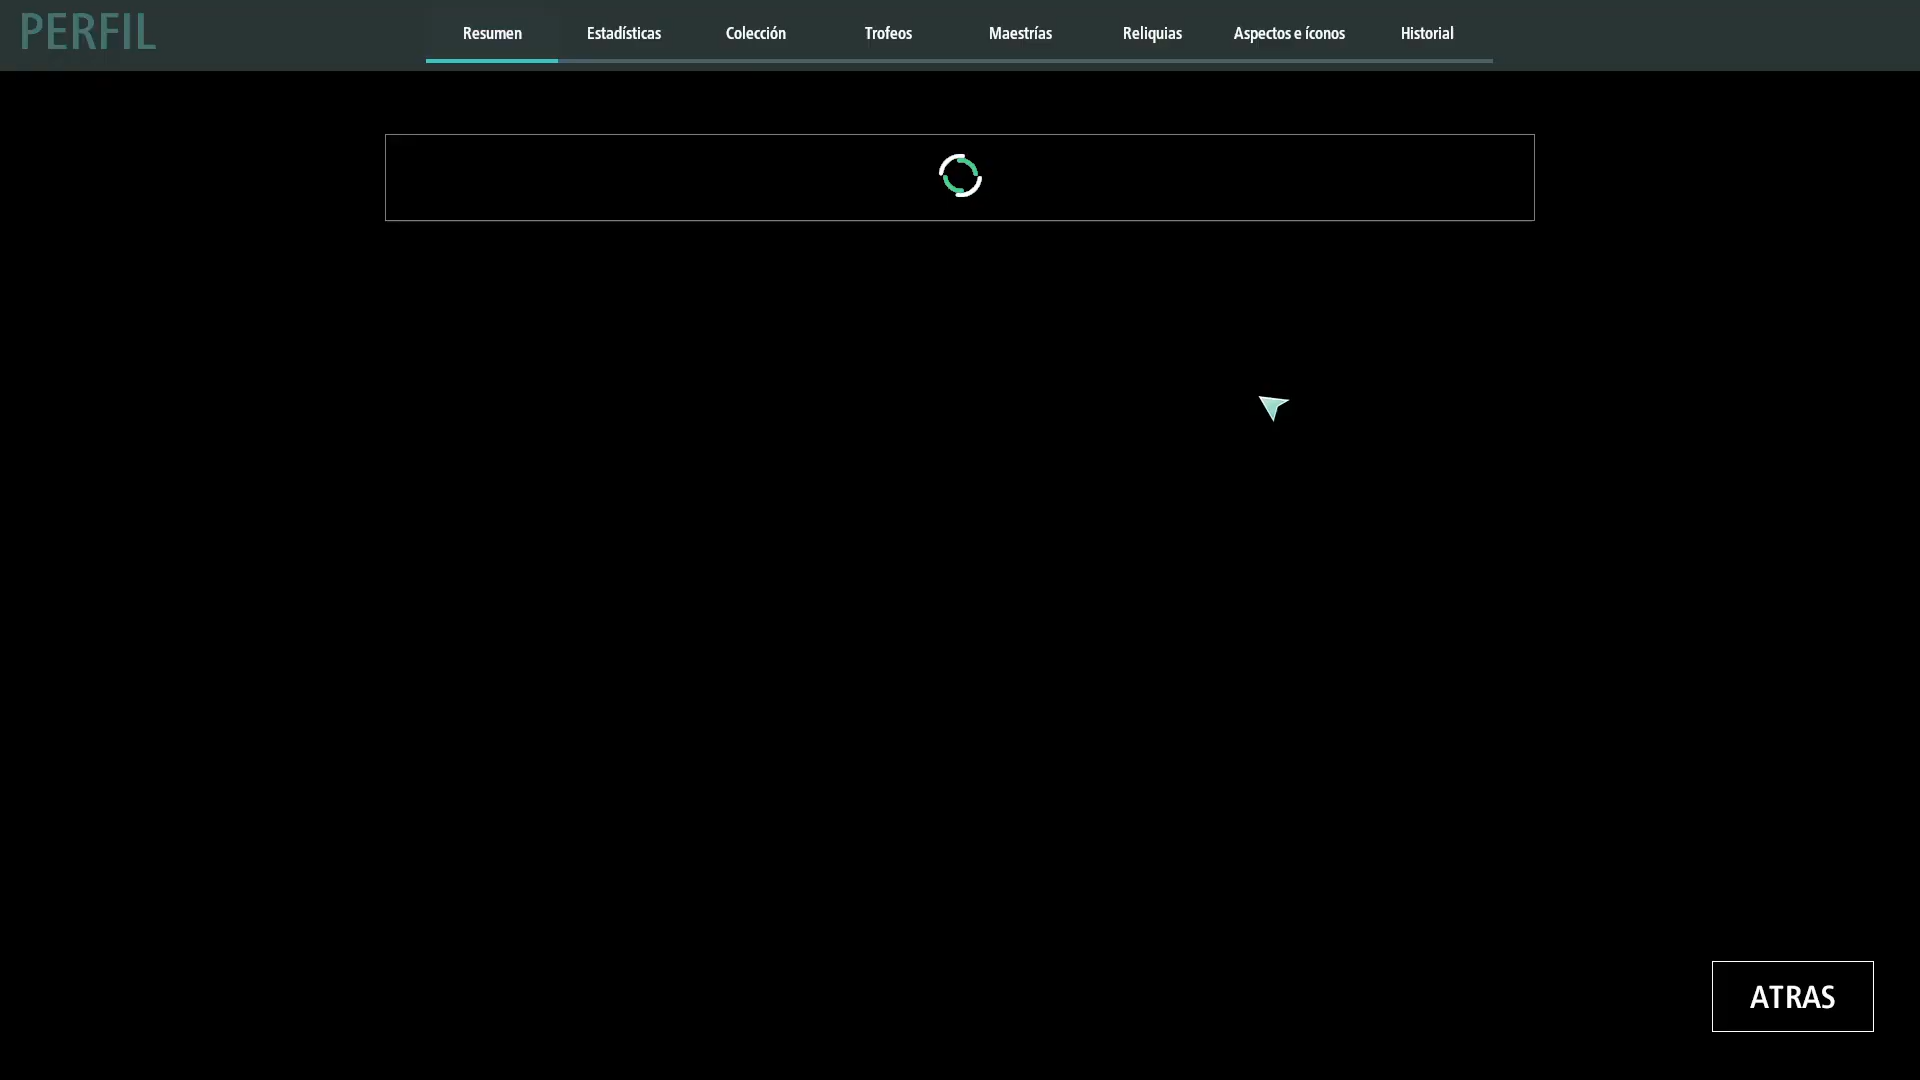 PERFIL
Resumen
Estadísticas
Colección
Trofeos
Maestrías
Reliquias
Aspectos e íconos
Historial
ATRAS